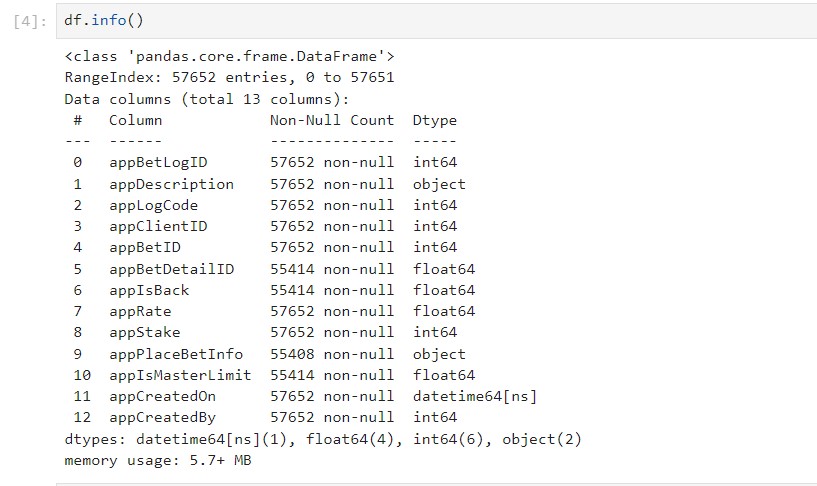 [4]: df.info()
<class 'pandas.core.frame.DataFrame'>
RangeIndex: 57652 entries, 0 to 57651
Data columns (total 13 columns):
 #   Column            Non-Null Count  Dtype
---  ------            --------------  -----
 0   appBetLogID       57652 non-null  int64
 1   appDescription    57652 non-null  object
 2   appLogCode        57652 non-null  int64
 3   appClientID       57652 non-null  int64
 4   appBetID          57652 non-null  int64
 5   appBetDetailID    55414 non-null  float64
 6   appIsBack         55414 non-null  float64
 7   appRate           57652 non-null  float64
 8   appStake          57652 non-null  int64
 9   appPlaceBetInfo   55408 non-null  object
 10  appIsMasterLimit  55414 non-null  float64
 11  appCreatedOn      57652 non-null  datetime64[ns]
 12  appCreatedBy      57652 non-null  int64
dtypes: datetime64[ns](1), float64(4), int64(6), object(2)
memory usage: 5.7+ MB